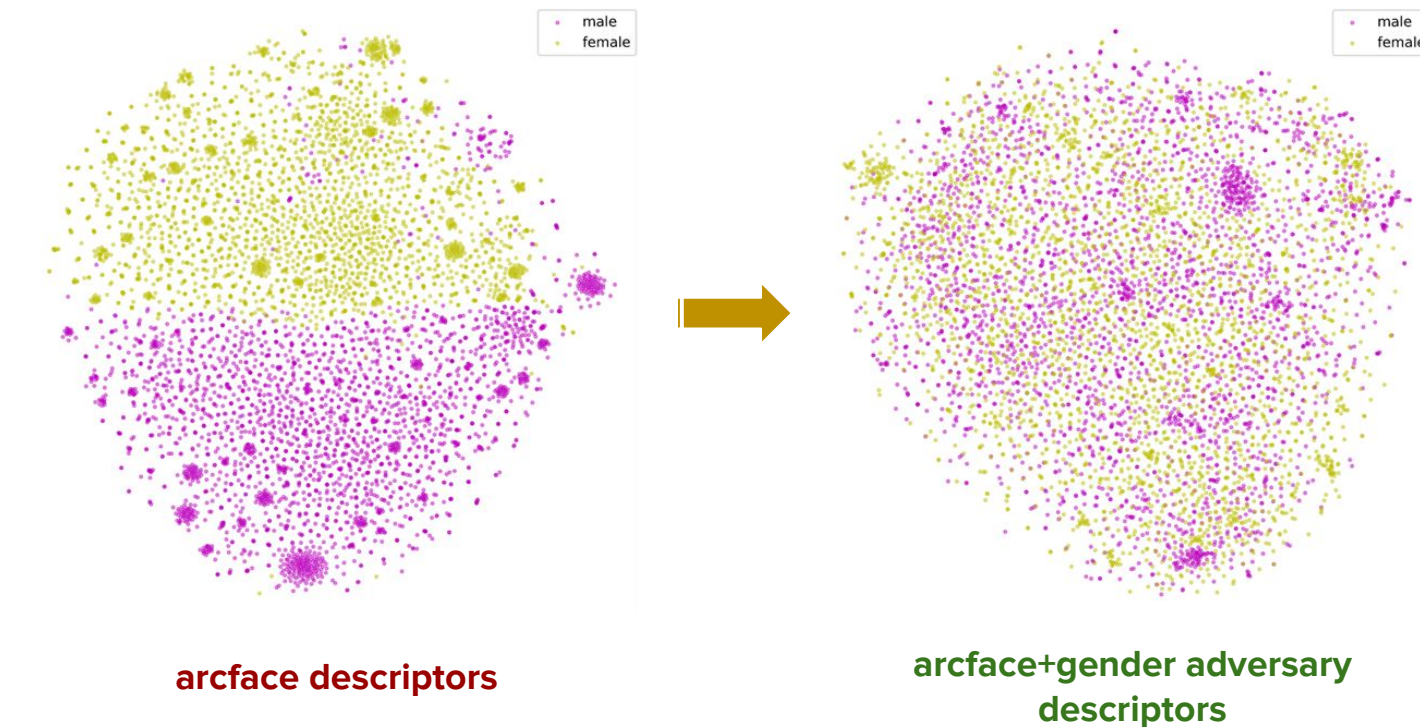 male
female
male
female
arcface descriptors
arcface+gender adversary
descriptors